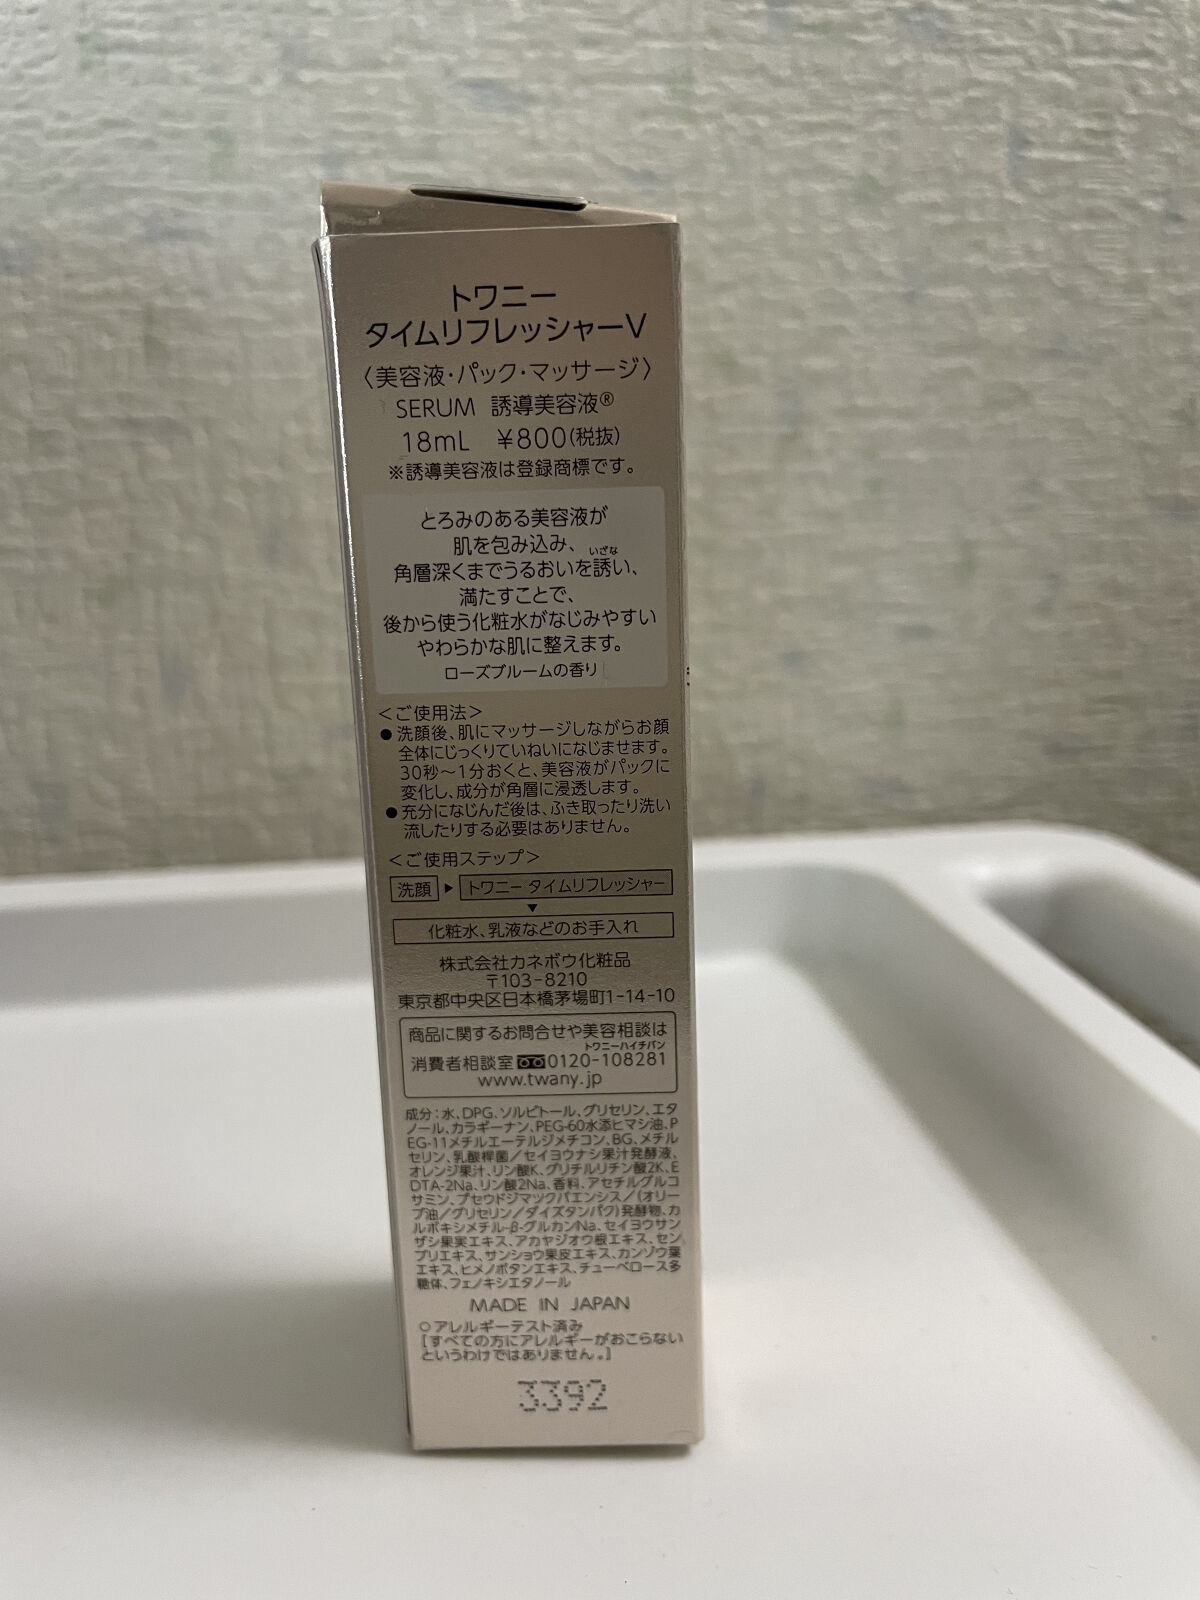 トワニー
タイムリフレッシャーV
〈美容液・パック・マッサージ〉
SERUM 誘導美容液®
18mL ¥800(税抜)
※誘導美容液は登録商標です。
とろみのある美容液が
肌を包み込み、
いざな
角層深くまでうるおいを誘い、
満たすことで、
後から使う化粧水がなじみやすい
やわらかな肌に整えます。
ローズブルームの香り
＜ご使用法＞
●洗顔後、肌にマッサージしながらお顔
全体にじっくりていねいになじませます。
30秒～1分おくと、美容液がパックに
変化し、成分が角層に浸透します。
●充分になじんだ後は、ふき取ったり洗い
流したりする必要はありません。
＜ご使用ステップ＞
洗顔 ▶ トワニー タイムリフレッシャー
▼
化粧水、乳液などのお手入れ
株式会社カネボウ化粧品
〒103-8210
東京都中央区日本橋茅場町1-14-10
商品に関するお問合せや美容相談は
トワニーハイチバン
消費者相談室 0120-108281
www.twany.jp
成分：水、DPG、ソルビトール、グリセリン、エタ
ノール、カラギーナン、PEG-60水添ヒマシ油、P
EG-11メチルエーテルジメチコン、BG、メチル
セリン、乳酸桿菌／セイヨウナシ果汁発酵液、
オレンジ果汁、リン酸K、グリチルリチン酸2K、E
DTA-2Na、リン酸2Na、香料、アセチルグルコ
サミン、プセウドジマツクバエンシス／(オリー
ブ油／グリセリン／ダイズタンパク)発酵物、カ
ルボキシメチル-β-グルカンNa、セイヨウサン
ザシ果実エキス、アカヤジオウ根エキス、セン
ブリエキス、サンショウ果皮エキス、カンゾウ葉
エキス、ヒメノボタンエキス、チューベロース多
糖体、フェノキシエタノール
MADE IN JAPAN
○アレルギーテスト済み
[すべての方にアレルギーがおこらない
というわけではありません。]
3392